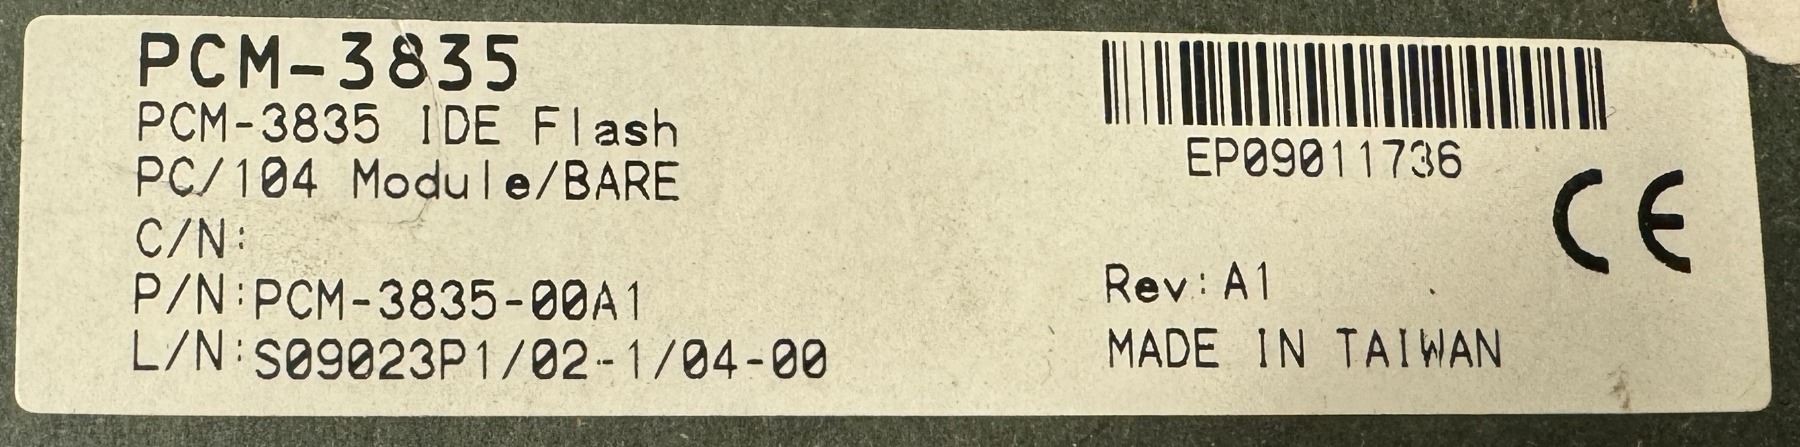 PCM-3835
PCM-3835 IDE Flash
PC/104 Module/BARE
C/N:
P/N:PCM-3835-00A1
L/N:S09023P1/02-1/04-00
EP09011736
CE
Rev:A1
MADE IN TAIWAN